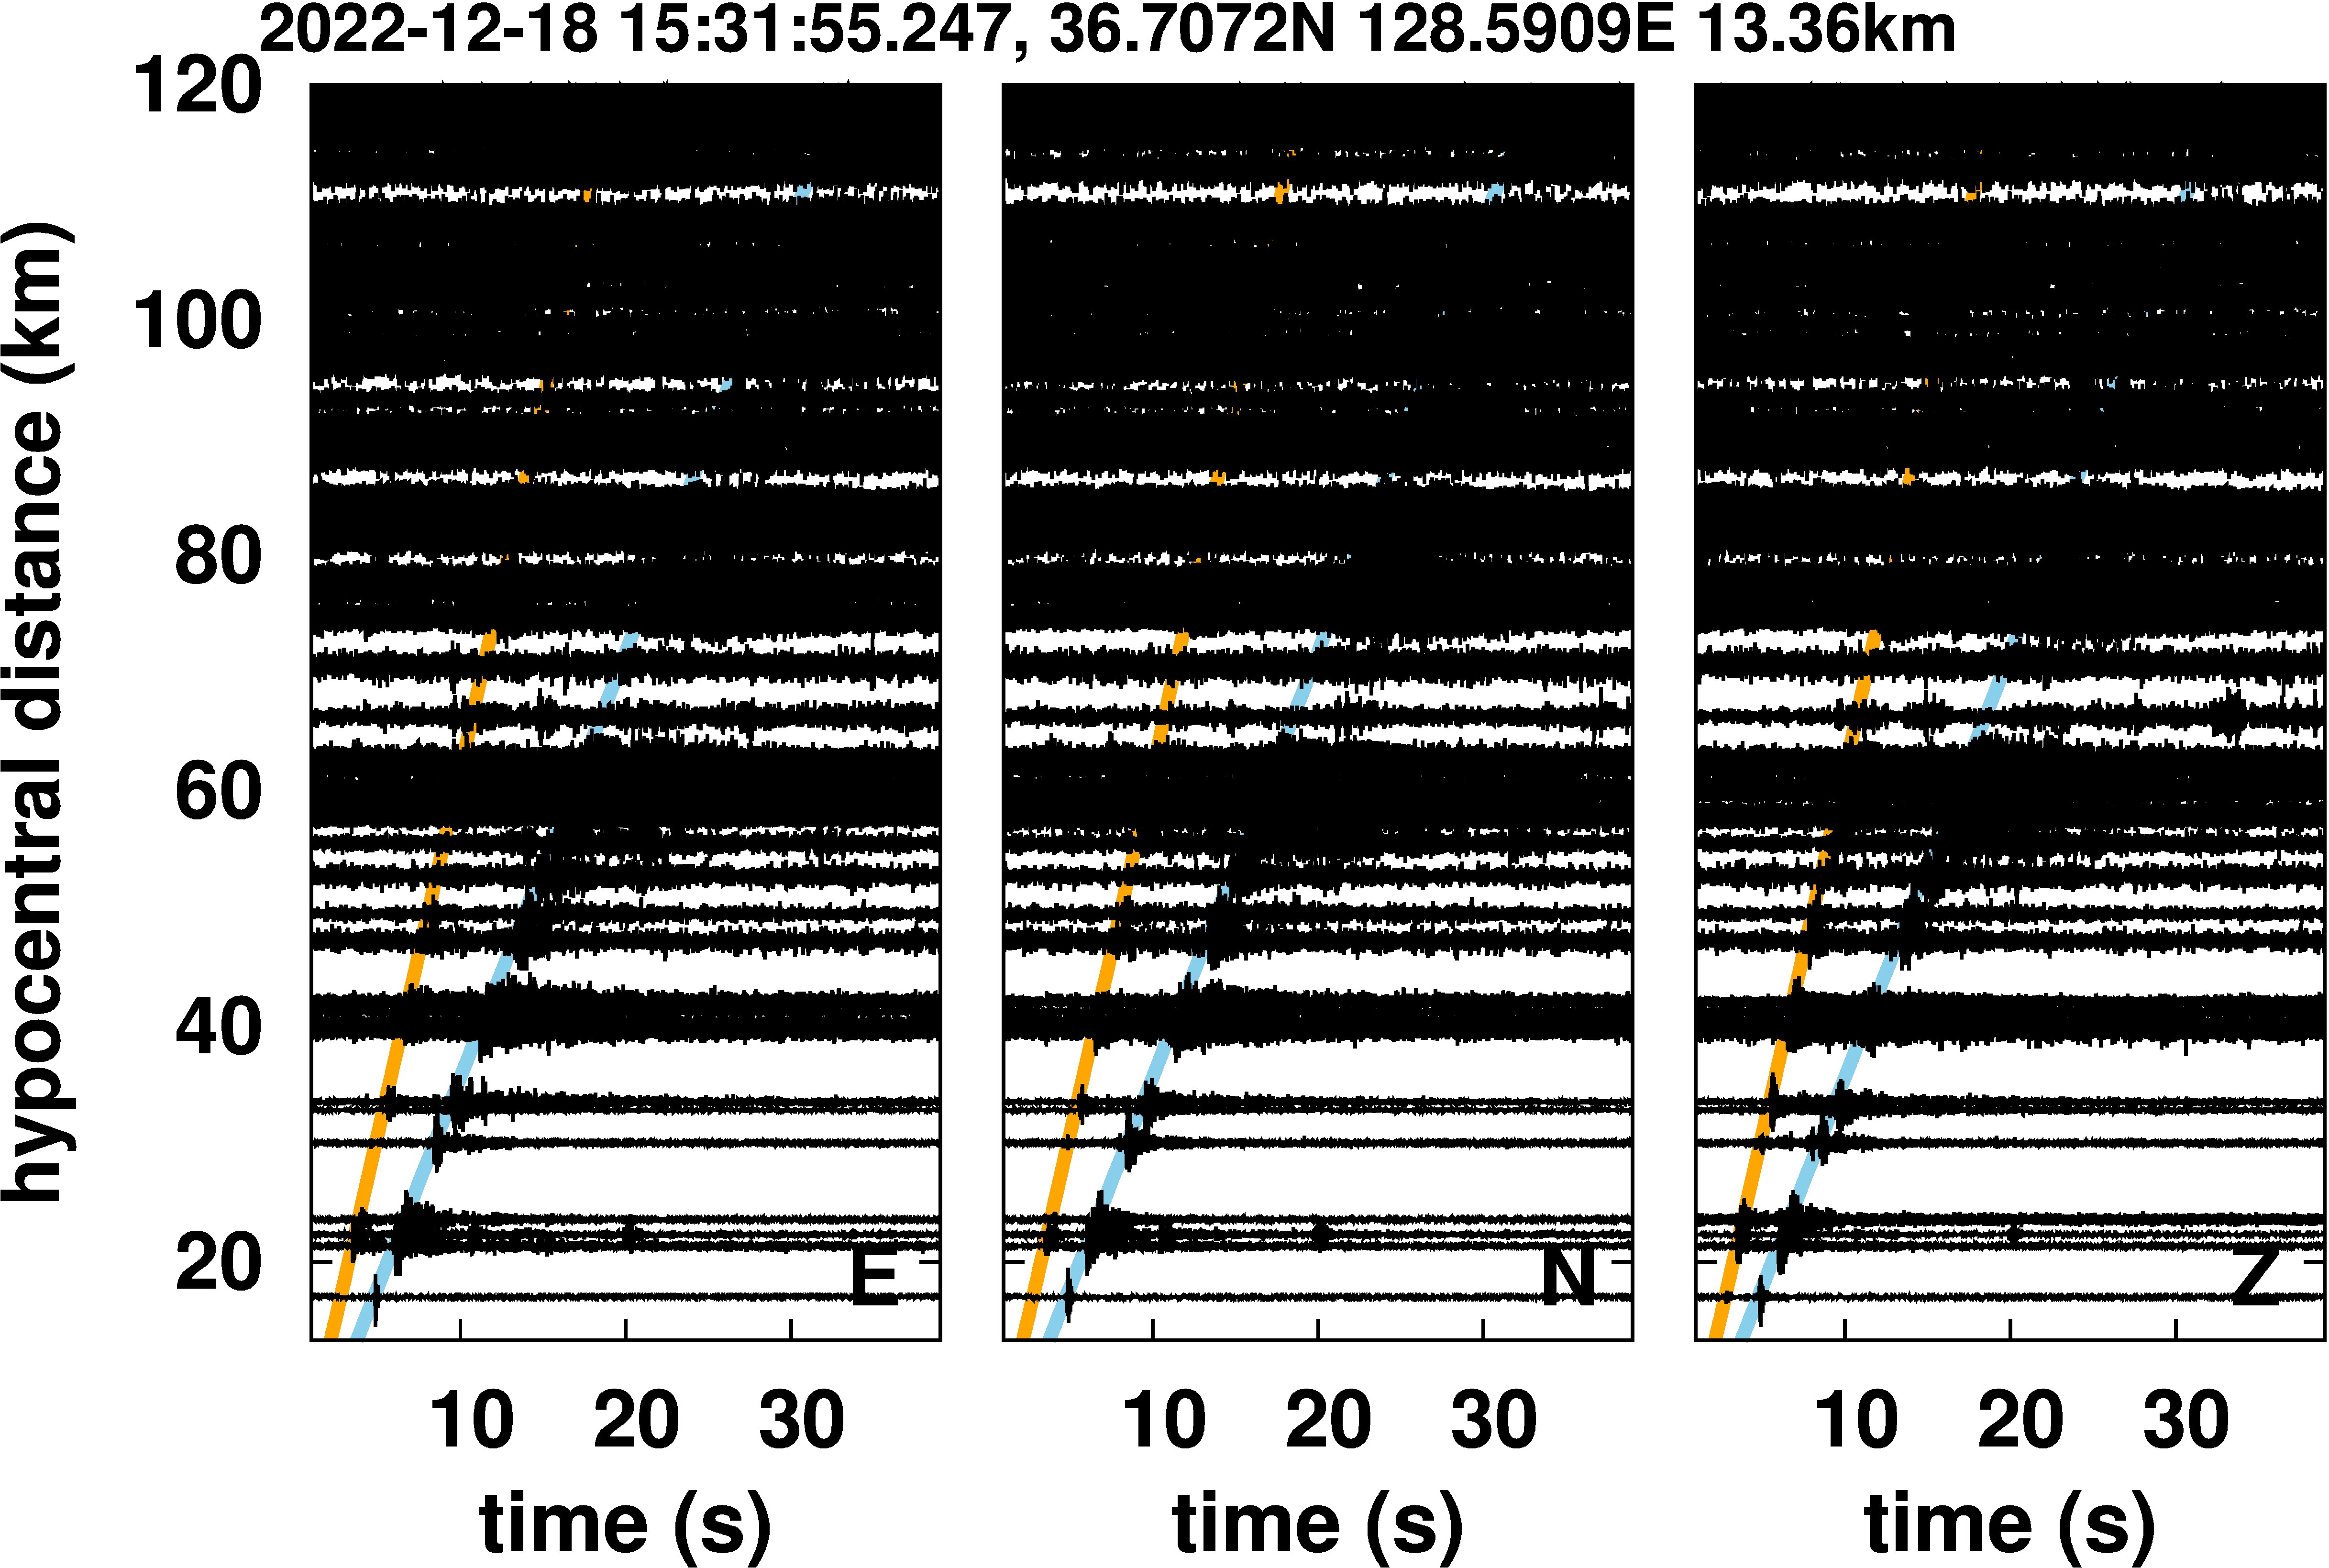 2022-12-18 15:31:55.247, 36.7072N 128.5909E 13.36km
hypocentral distance (km)
120
100
80
60
40
20
E
N
Z
10 20 30
10 20 30
10 20 30
time (s)
time (s)
time (s)